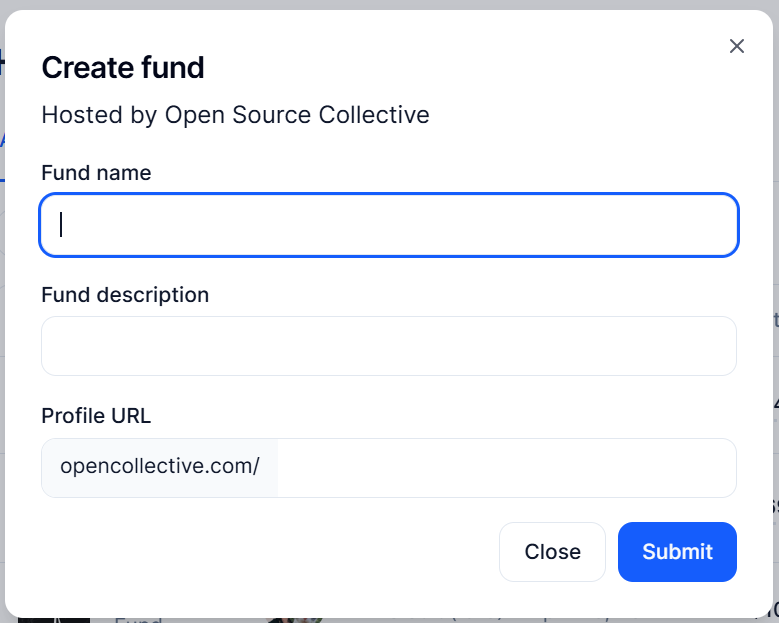 Create fund
Hosted by Open Source Collective
Fund name
Fund description
Profile URL
opencollective.com/
Close
Submit